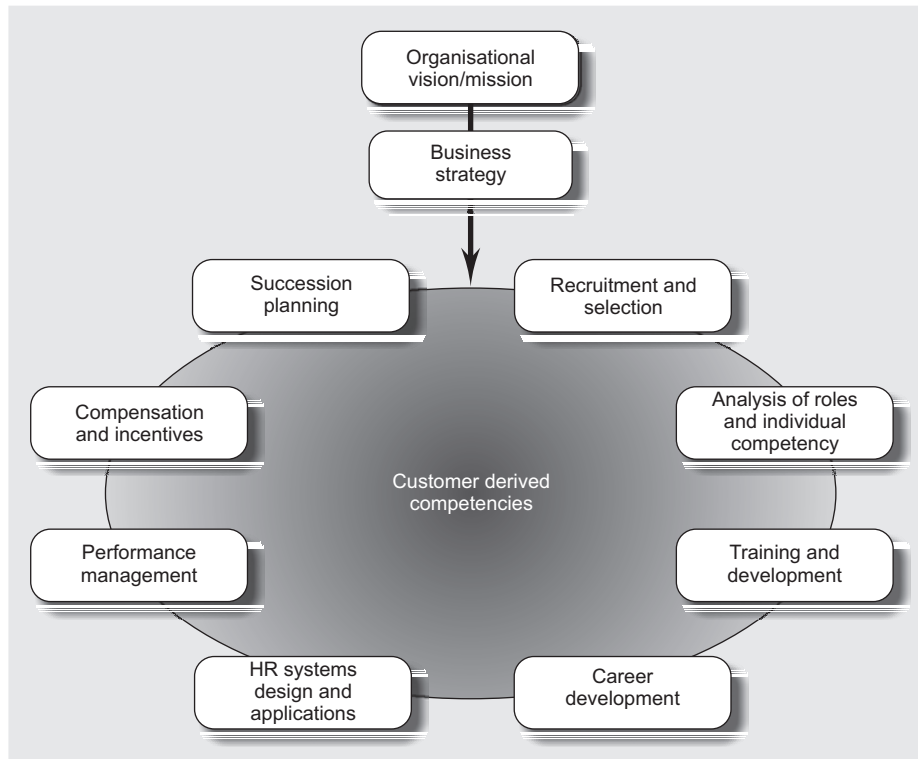 Organisational
vision/mission
Business
strategy
Succession
planning
Recruitment and
selection
Compensation
and incentives
Analysis of roles
and individual
competency
Customer derived
competencies
Performance
management
Training and
development
HR systems
design and
applications
Career
development